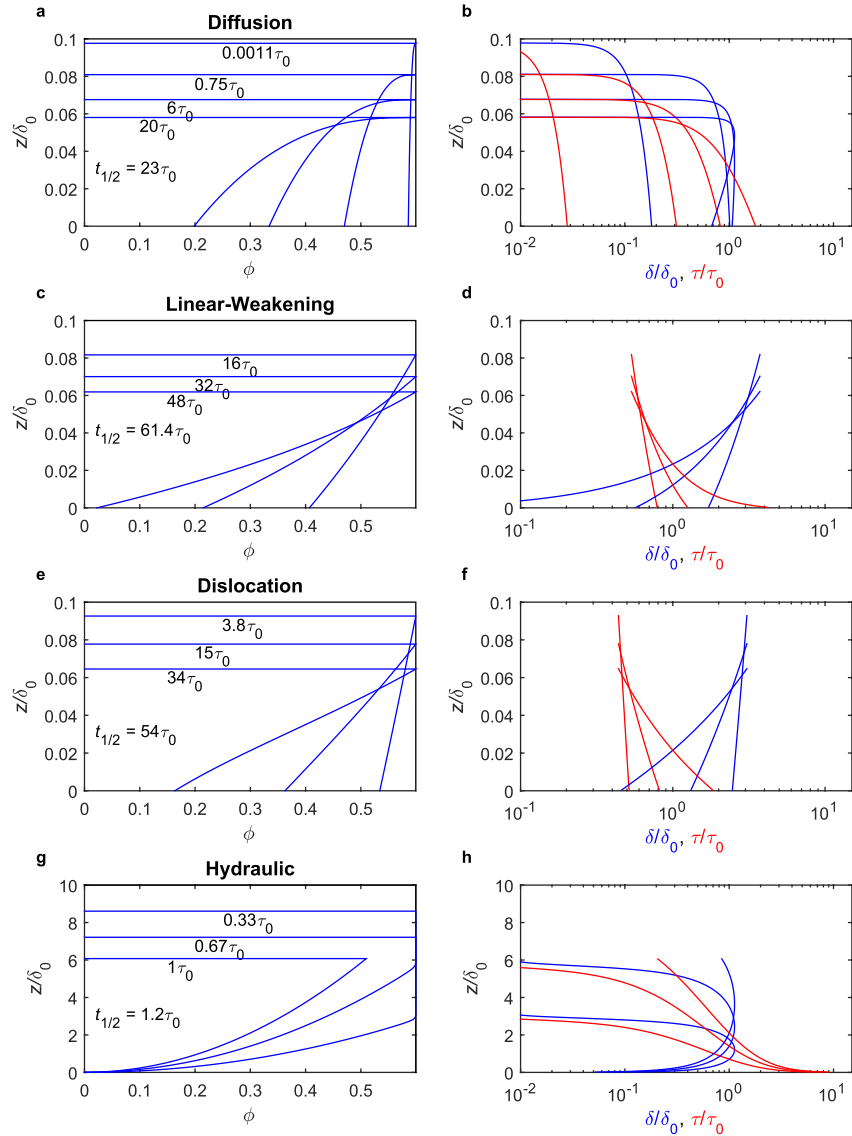 a
Diffusion
0.1
0.08
0.06
0.04
0.02
0
z/δ0
0.0011τ0
0.75τ0
6τ0
20τ0
t1/2 = 23τ0
0 0.1 0.2 0.3 0.4 0.5
ϕ
b
0.1
0.08
0.06
0.04
0.02
0
z/δ0
10-2 10-1 100 101
δ/δ0, τ/τ0
c
Linear-Weakening
0.1
0.08
0.06
0.04
0.02
0
z/δ0
16τ0
32τ0
48τ0
t1/2 = 61.4τ0
0 0.1 0.2 0.3 0.4 0.5
ϕ
d
0.1
0.08
0.06
0.04
0.02
0
z/δ0
10-1 100 101
δ/δ0, τ/τ0
e
Dislocation
0.1
0.08
0.06
0.04
0.02
0
z/δ0
3.8τ0
15τ0
34τ0
t1/2 = 54τ0
0 0.1 0.2 0.3 0.4 0.5
ϕ
f
0.1
0.08
0.06
0.04
0.02
0
z/δ0
10-1 100 101
δ/δ0, τ/τ0
g
Hydraulic
10
8
6
4
2
0
z/δ0
0.33τ0
0.67τ0
1τ0
t1/2 = 1.2τ0
0 0.1 0.2 0.3 0.4 0.5
ϕ
h
10
8
6
4
2
0
z/δ0
10-2 10-1 100 101
δ/δ0, τ/τ0